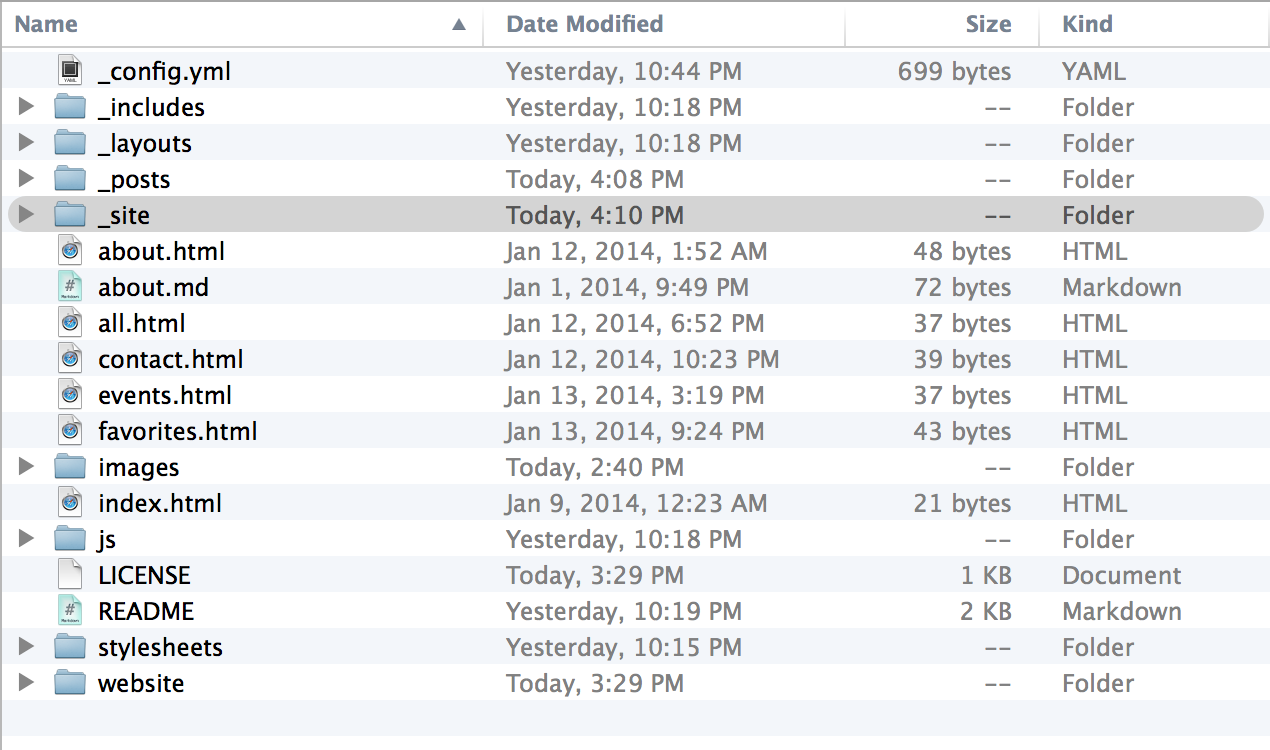 Name Date Modified Size Kind
_config.yml Yesterday, 10:44 PM 699 bytes YAML
_includes Yesterday, 10:18 PM -- Folder
_layouts Yesterday, 10:18 PM -- Folder
_posts Today, 4:08 PM -- Folder
_site Today, 4:10 PM -- Folder
about.html Jan 12, 2014, 1:52 AM 48 bytes HTML
about.md Jan 1, 2014, 9:49 PM 72 bytes Markdown
all.html Jan 12, 2014, 6:52 PM 37 bytes HTML
contact.html Jan 12, 2014, 10:23 PM 39 bytes HTML
events.html Jan 13, 2014, 3:19 PM 37 bytes HTML
favorites.html Jan 13, 2014, 9:24 PM 43 bytes HTML
images Today, 2:40 PM -- Folder
index.html Jan 9, 2014, 12:23 AM 21 bytes HTML
js Yesterday, 10:18 PM -- Folder
LICENSE Today, 3:29 PM 1 KB Document
README Yesterday, 10:19 PM 2 KB Markdown
stylesheets Yesterday, 10:15 PM -- Folder
website Today, 3:29 PM -- Folder